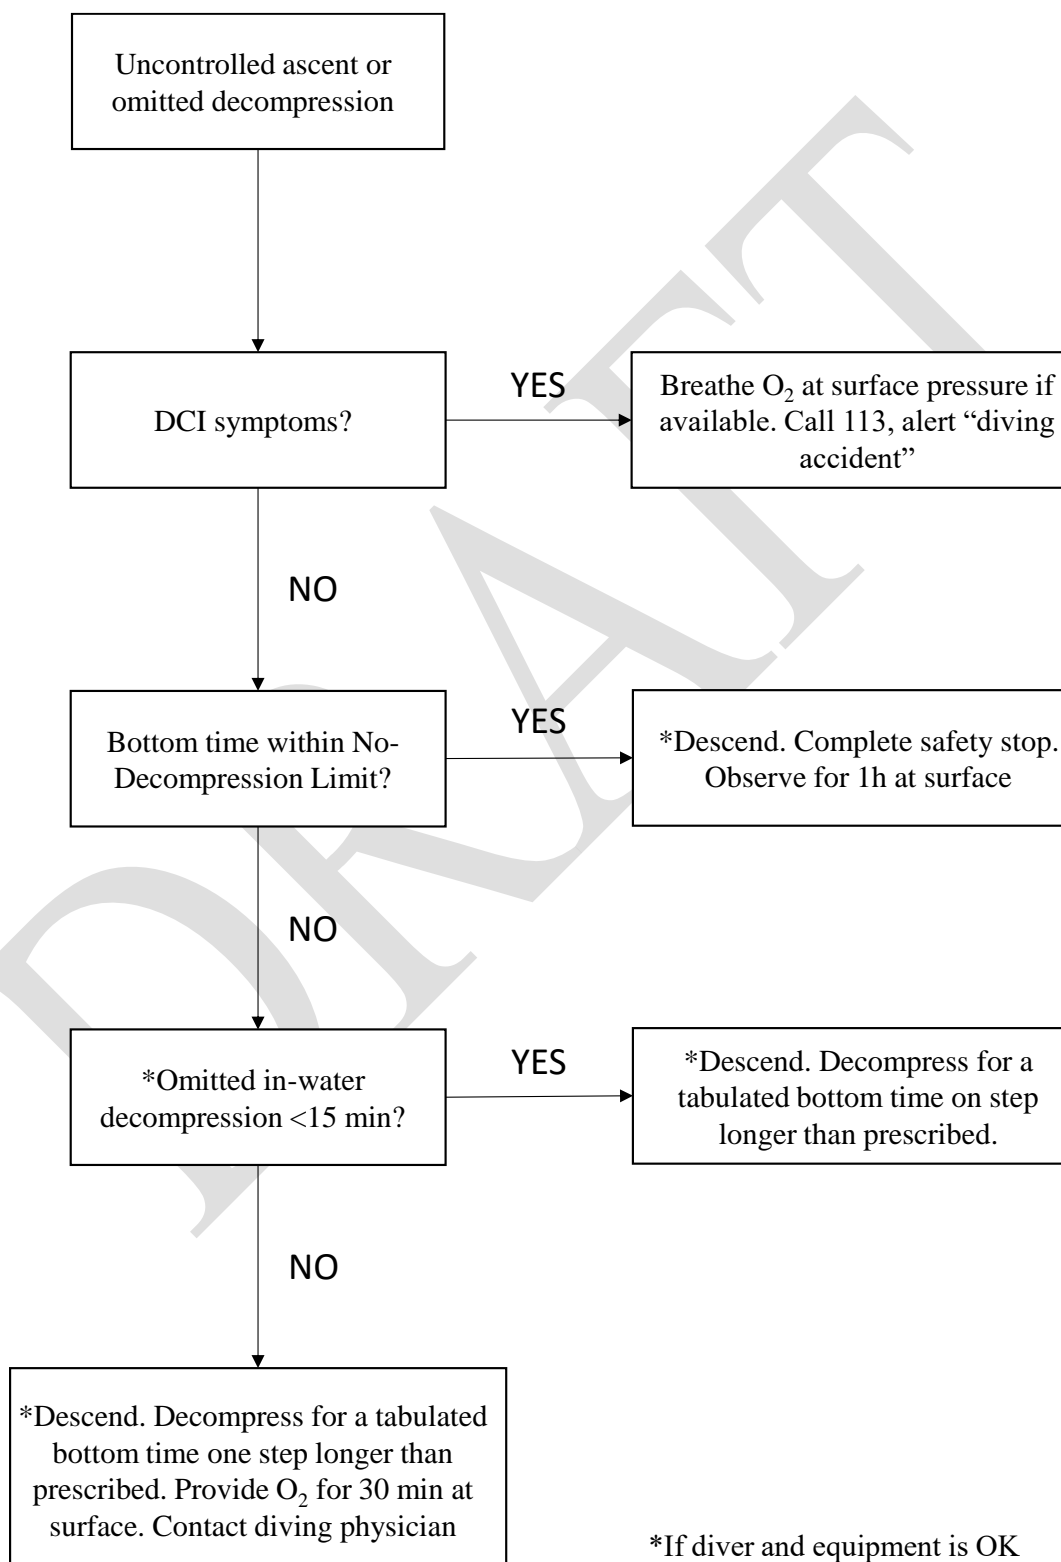 Uncontrolled ascent or
omitted decompression
DCI symptoms?
YES
Breathe O₂ at surface pressure if
available. Call 113, alert “diving
accident”
NO
Bottom time within No-
Decompression Limit?
YES
*Descend. Complete safety stop.
Observe for 1h at surface
NO
*Omitted in-water
decompression <15 min?
YES
*Descend. Decompress for a
tabulated bottom time on step
longer than prescribed.
NO
*Descend. Decompress for a tabulated
bottom time one step longer than
prescribed. Provide O₂ for 30 min at
surface. Contact diving physician
*If diver and equipment is OK
DRAFT